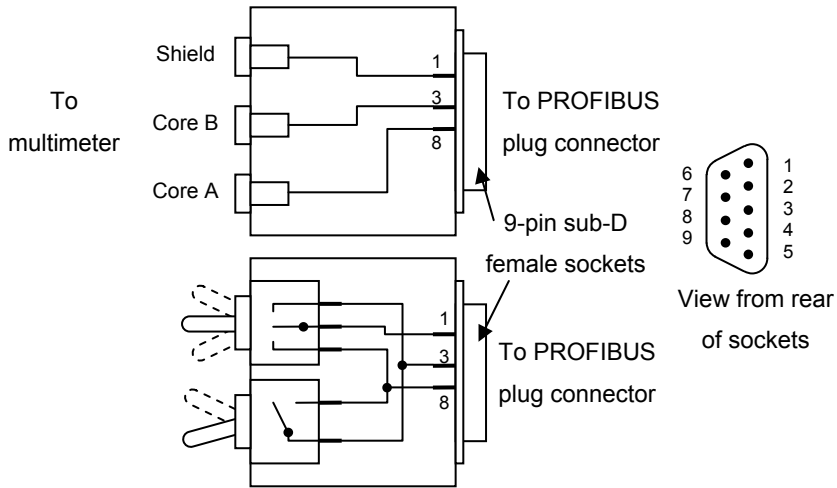 Shield
Core B
Core A
To
multimeter
1
3
8
To PROFIBUS
plug connector
9-pin sub-D
female sockets
1
3
8
To PROFIBUS
plug connector
6
7
8
9
1
2
3
4
5
View from rear
of sockets